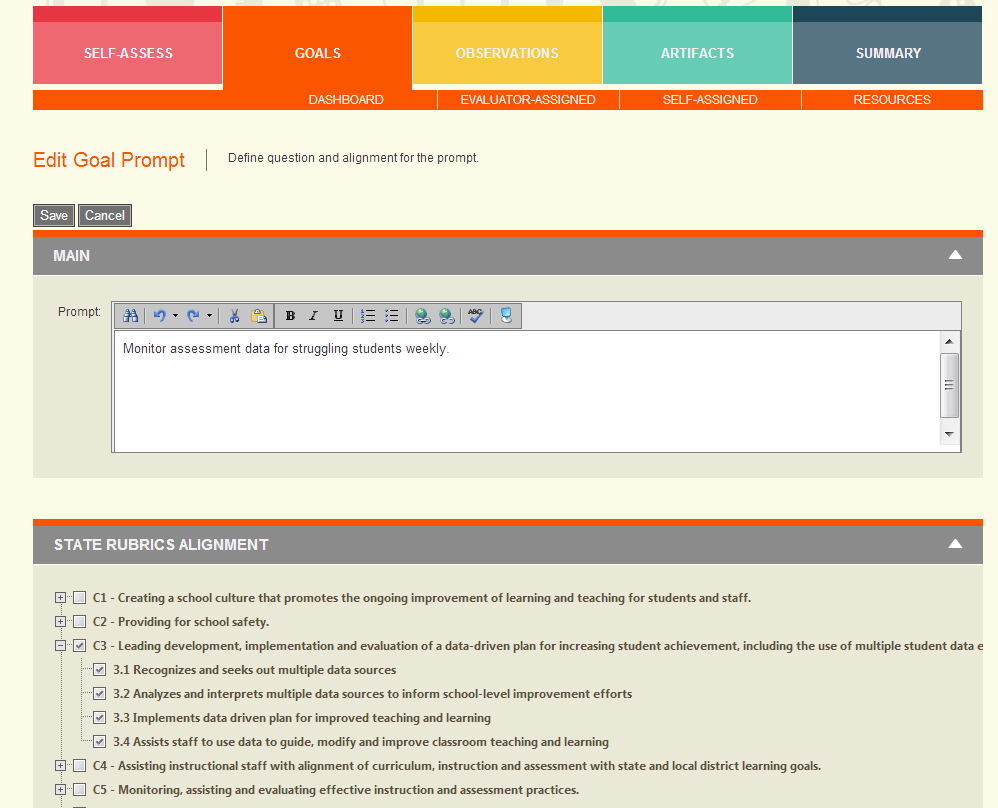 SELF-ASSESS GOALS OBSERVATIONS ARTIFACTS SUMMARY
DASHBOARD EVALUATOR-ASSIGNED SELF-ASSIGNED RESOURCES
Edit Goal Prompt Define question and alignment for the prompt.
Save Cancel
MAIN
Prompt:
B I U ABC
Monitor assessment data for struggling students weekly.
STATE RUBRICS ALIGNMENT
C1 - Creating a school culture that promotes the ongoing improvement of learning and teaching for students and staff.
C2 - Providing for school safety.
C3 - Leading development, implementation and evaluation of a data-driven plan for increasing student achievement, including the use of multiple student data e
3.1 Recognizes and seeks out multiple data sources
3.2 Analyzes and interprets multiple data sources to inform school-level improvement efforts
3.3 Implements data driven plan for improved teaching and learning
3.4 Assists staff to use data to guide, modify and improve classroom teaching and learning
C4 - Assisting instructional staff with alignment of curriculum, instruction and assessment with state and local district learning goals.
C5 - Monitoring, assisting and evaluating effective instruction and assessment practices.